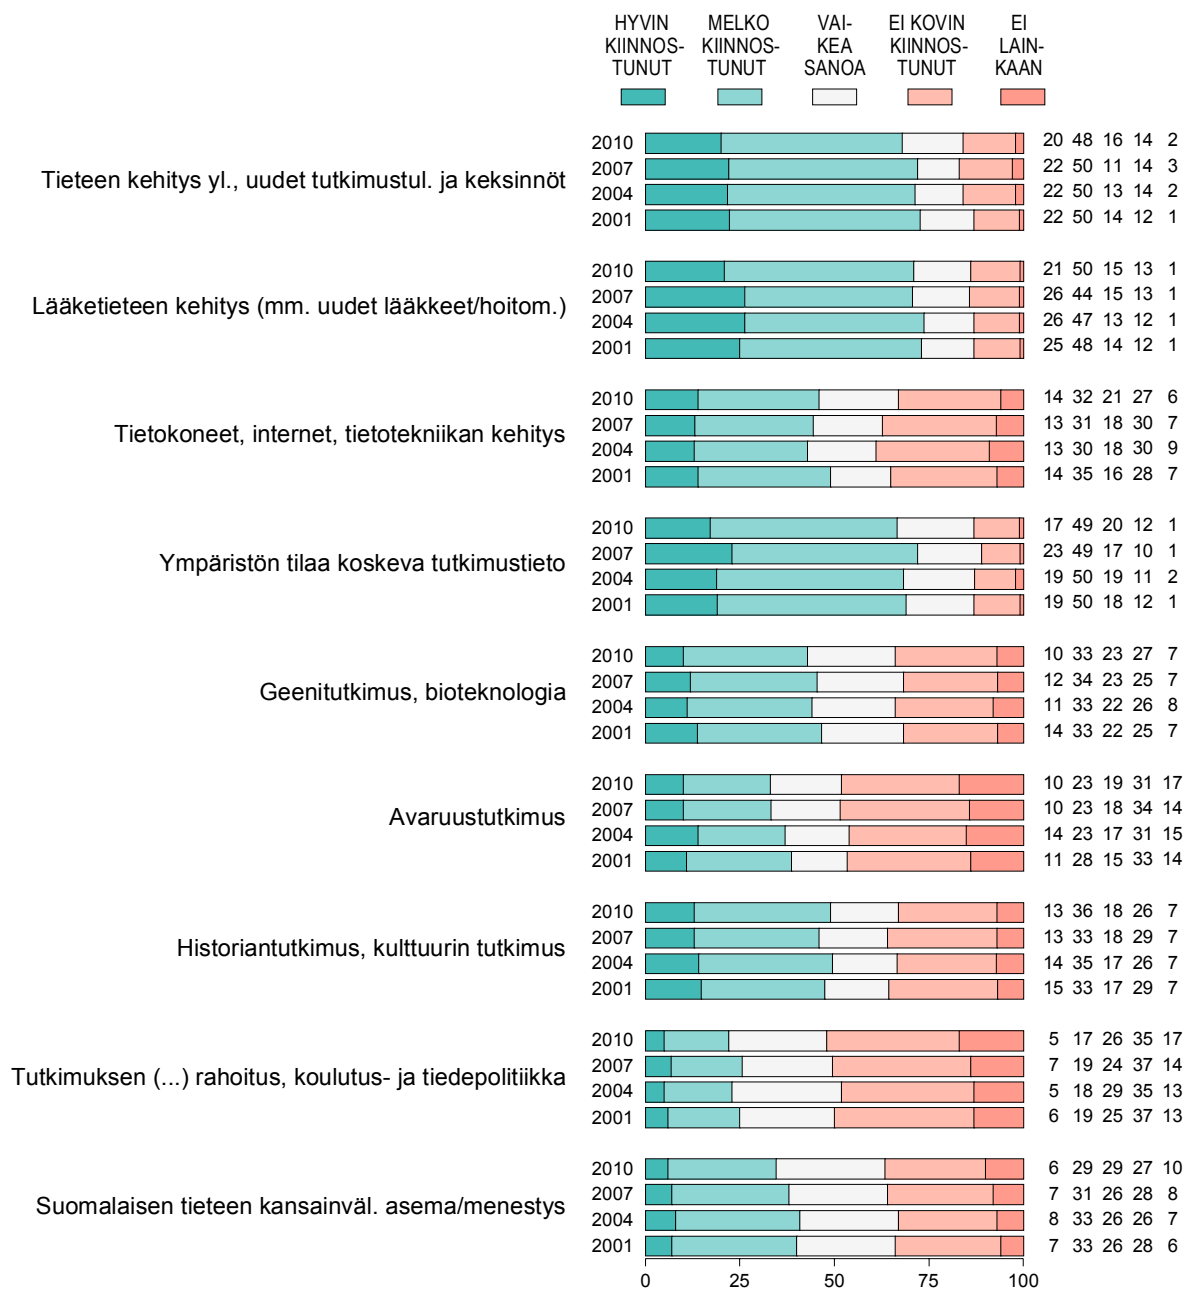 HYVIN KIINNOS- TUNUT
MELKO KIINNOS- TUNUT
VAI- KEA SANOA
EI KOVIN KIINNOS- TUNUT
EI LAIN- KAAN
Tieteen kehitys yl., uudet tutkimustul. ja keksinnöt
2010 20 48 16 14 2
2007 22 50 11 14 3
2004 22 50 13 14 2
2001 22 50 14 12 1
Lääketieteen kehitys (mm. uudet lääkkeet/hoitom.)
2010 21 50 15 13 1
2007 26 44 15 13 1
2004 26 47 13 12 1
2001 25 48 14 12 1
Tietokoneet, internet, tietotekniikan kehitys
2010 14 32 21 27 6
2007 13 31 18 30 7
2004 13 30 18 30 9
2001 14 35 16 28 7
Ympäristön tilaa koskeva tutkimustieto
2010 17 49 20 12 1
2007 23 49 17 10 1
2004 19 50 19 11 2
2001 19 50 18 12 1
Geenitutkimus, bioteknologia
2010 10 33 23 27 7
2007 12 34 23 25 7
2004 11 33 22 26 8
2001 14 33 22 25 7
Avaruustutkimus
2010 10 23 19 31 17
2007 10 23 18 34 14
2004 14 23 17 31 15
2001 11 28 15 33 14
Historiantutkimus, kulttuurin tutkimus
2010 13 36 18 26 7
2007 13 33 18 29 7
2004 14 35 17 26 7
2001 15 33 17 29 7
Tutkimuksen (...) rahoitus, koulutus- ja tiedepolitiikka
2010 5 17 26 35 17
2007 7 19 24 37 14
2004 5 18 29 35 13
2001 6 19 25 37 13
Suomalaisen tieteen kansainväl. asema/menestys
2010 6 29 29 27 10
2007 7 31 26 28 8
2004 8 33 26 26 7
2001 7 33 26 28 6
0 25 50 75 100